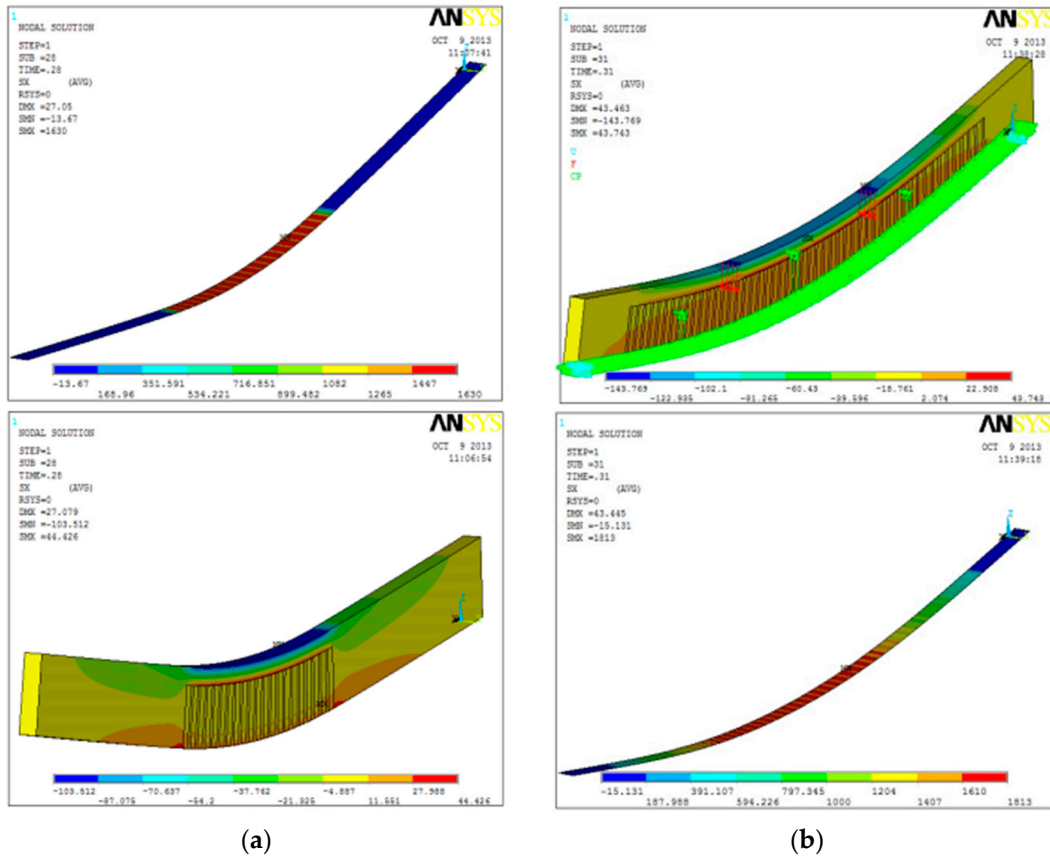 1
ANSYS
NODAL SOLUTION
OCT 9 2013
STEP=1
SUB =28
TIME=.28
SX (AVG)
RSYS=0
DMX =27.05
SMN =-13.67
SMX =1630
Z
-13.67 351.591 716.851 1082 1447
168.96 534.221 899.482 1265 1630
1
ANSYS
NODAL SOLUTION
OCT 9 2013
11:38:28
STEP=1
SUB =31
TIME=.31
SX (AVG)
RSYS=0
DMX =43.463
SMN =-143.769
SMX =43.743
U
F
CP
-143.769 -102.1 -60.43 -18.761 22.908
-122.935 -81.265 -39.596 2.074 43.743
1
ANSYS
NODAL SOLUTION
OCT 9 2013
11:06:54
STEP=1
SUB =28
TIME=.28
SX (AVG)
RSYS=0
DMX =27.079
SMN =-103.512
SMX =44.426
Z
-103.512 -70.637 -37.762 -4.887 27.988
-87.075 -54.2 -21.325 11.551 44.426
1
ANSYS
NODAL SOLUTION
OCT 9 2013
11:39:18
STEP=1
SUB =31
TIME=.31
SX (AVG)
RSYS=0
DMX =43.445
SMN =-15.131
SMX =1813
Z
-15.131 391.107 797.345 1204 1610
187.988 594.226 1000 1407 1813
(a) (b)